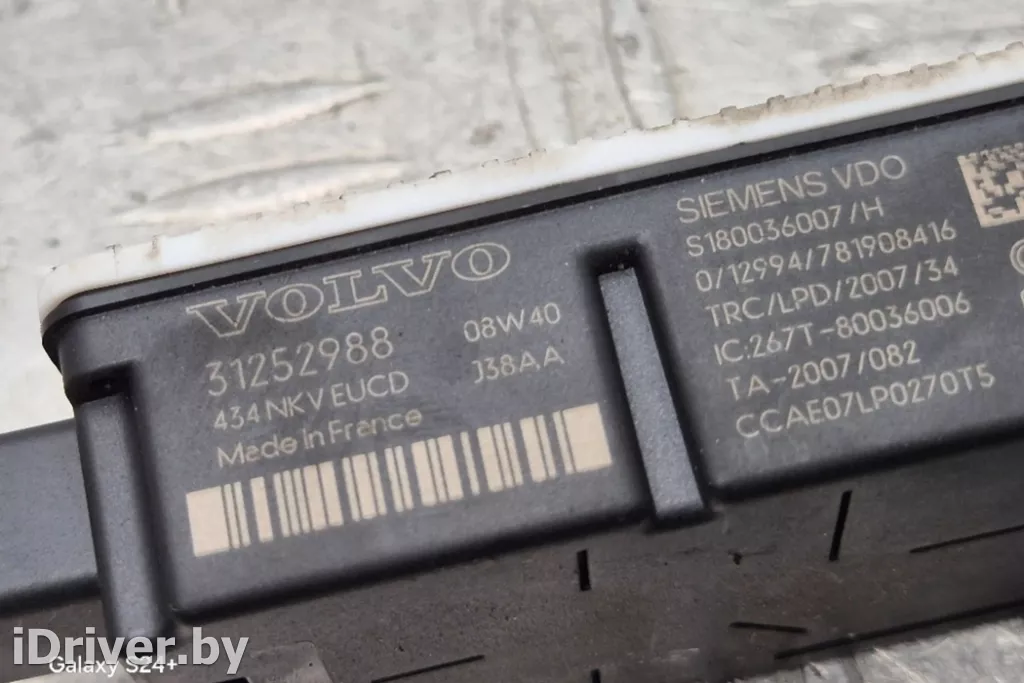 VOLVO
31252988 08W40
434 NK V EUCD J38AA
Made In France
SIEMENS VDO
S180036007/H
0/12994/781908416
TRC/LPD/2007/34
IC:267T-80036006
TA-2007/082
CCAE07LP0270T5
iDriver.by
Galaxy S24+